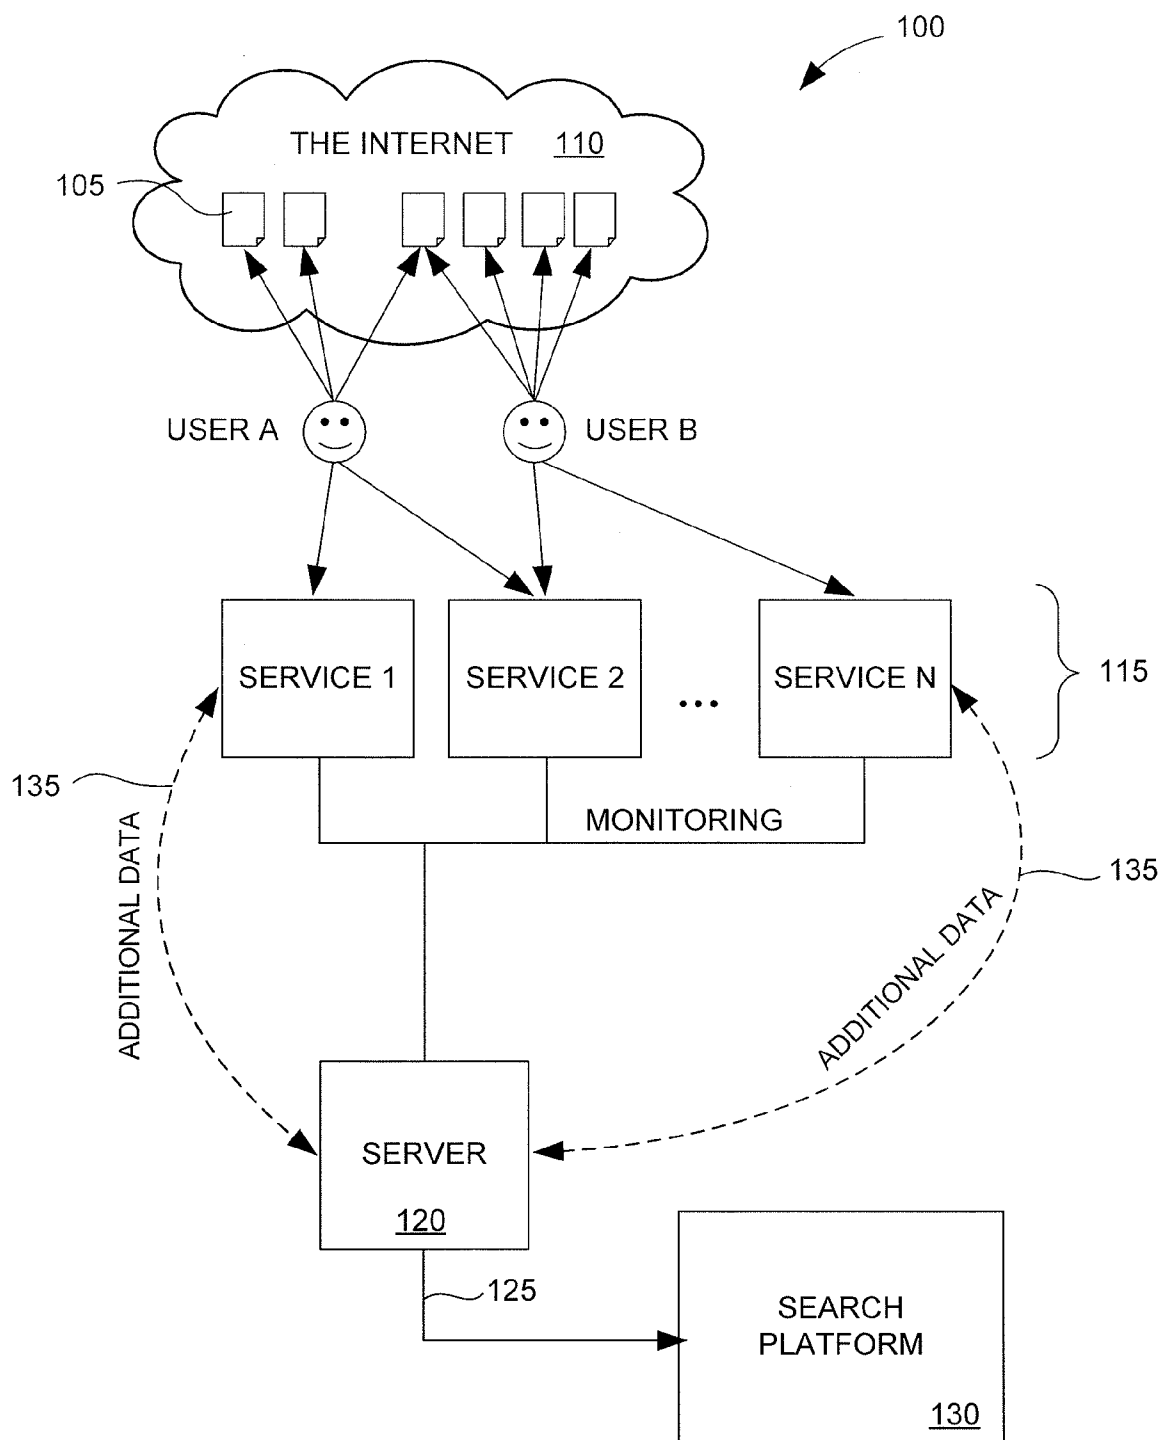 100
THE INTERNET 110
105
USER A
USER B
SERVICE 1
SERVICE 2
...
SERVICE N
115
135
MONITORING
ADDITIONAL DATA
135
ADDITIONAL DATA
SERVER
120
125
SEARCH
PLATFORM
130